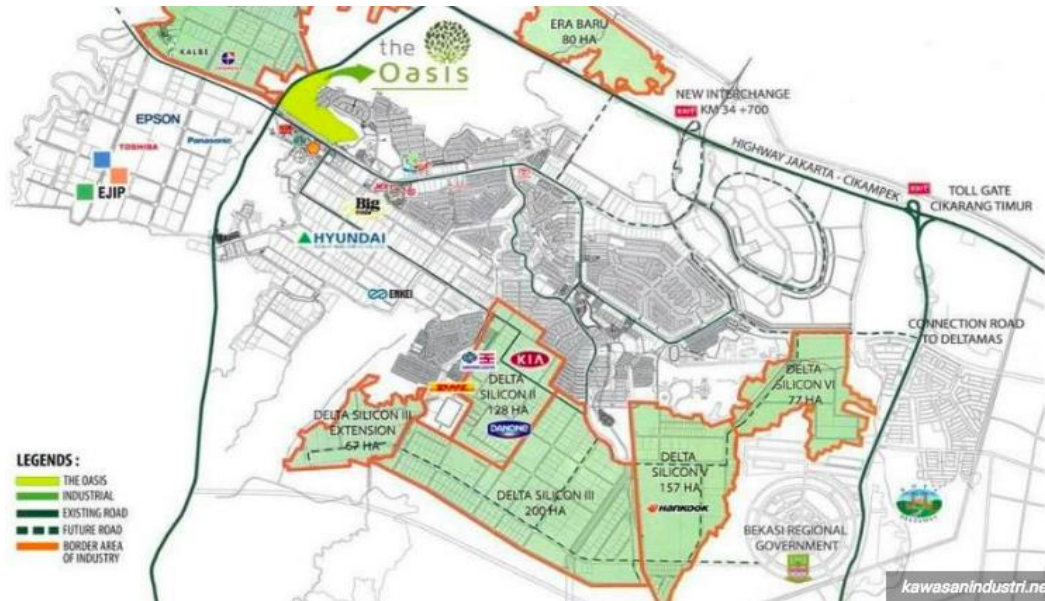 ERA BARU
80 HA
KALBE
the
Oasis
NEW INTERCHANGE
KM 34 +700
EXIT
HIGHWAY JAKARTA - CIKAMPEK
EXIT
TOLL GATE
CIKARANG TIMUR
EPSON
TOSHIBA
Panasonic
EJIP
Big
HYUNDAI
ENKEI
CONNECTION ROAD
TO DELTAMAS
KIA
DHL
DELTA
SILICON II
128 HA
DANONE
DELTA SILICON III
EXTENSION
67 HA
DELTA
SILICON VI
77 HA
DELTA
SILICON V
157 HA
HANKOOK
DELTA SILICON III
200 HA
BEKASI REGIONAL
GOVERNMENT
LEGENDS :
THE OASIS
INDUSTRIAL
EXISTING ROAD
FUTURE ROAD
BORDER AREA
OF INDUSTRY
kawasanindustri.ne